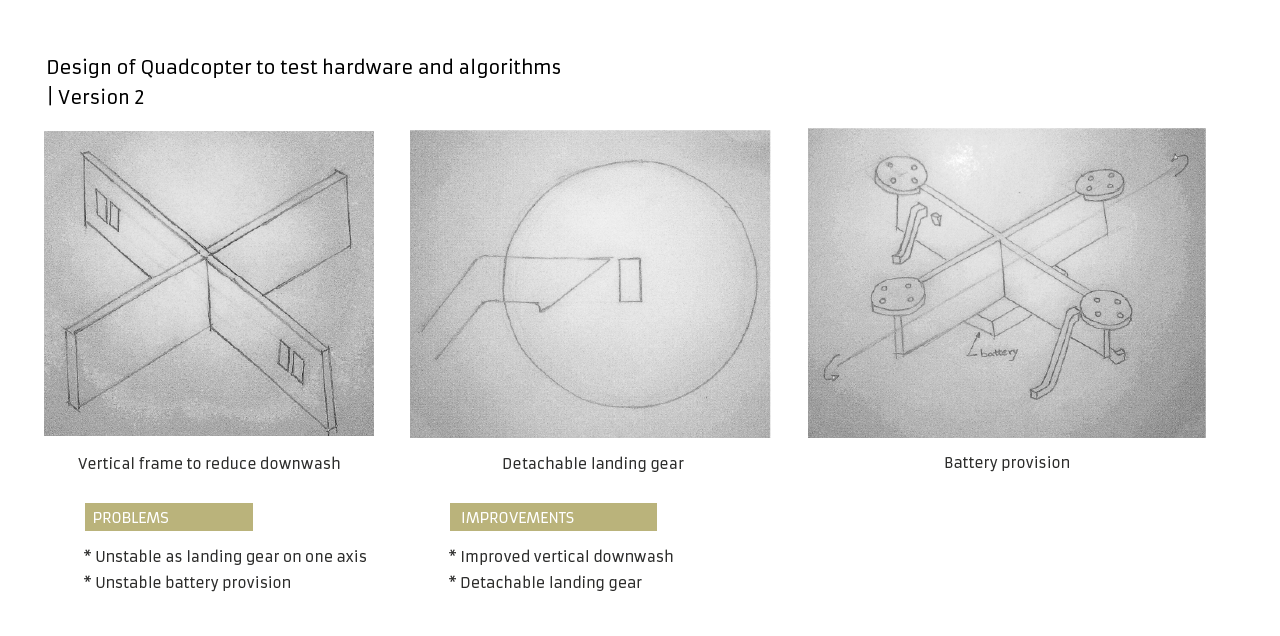 Design of Quadcopter to test hardware and algorithms
| Version 2
battery
Vertical frame to reduce downwash
Detachable landing gear
Battery provision
PROBLEMS
* Unstable as landing gear on one axis
* Unstable battery provision
IMPROVEMENTS
* Improved vertical downwash
* Detachable landing gear